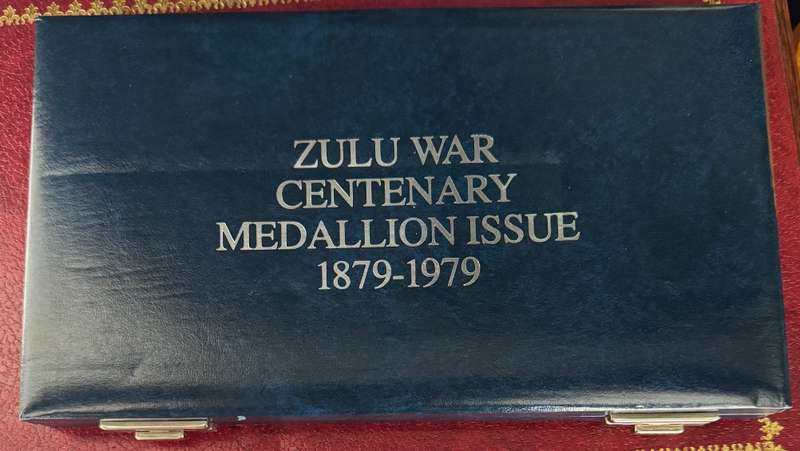 ZULU WAR
CENTENARY
MEDALLION ISSUE
1879-1979